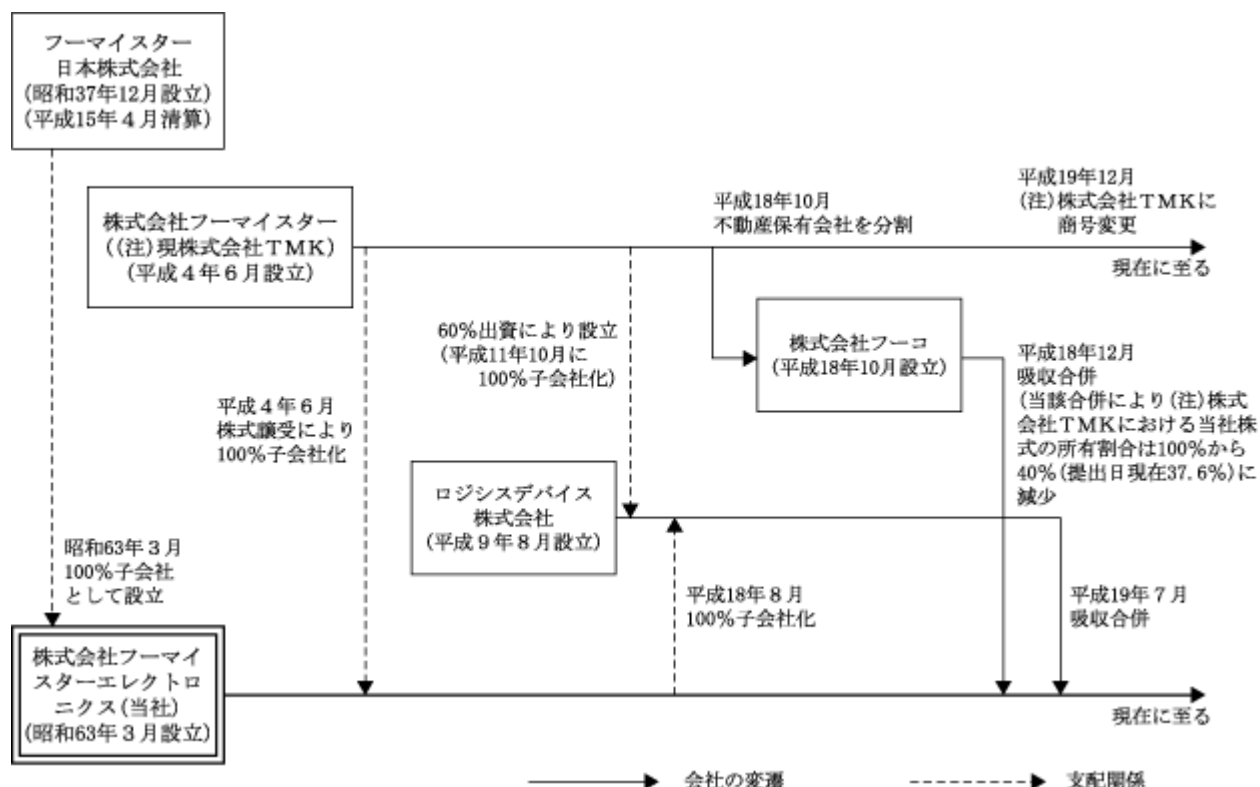 フーマイスター
日本株式会社
(昭和37年12月設立)
(平成15年4月清算)
株式会社フーマイスター
((注)現株式会社TMK)
(平成4年6月設立)
平成18年10月
不動産保有会社を分割
平成19年12月
(注)株式会社TMKに
商号変更
現在に至る
60%出資により設立
(平成11年10月に
100%子会社化)
株式会社フーコ
(平成18年10月設立)
平成18年12月
吸収合併
(当該合併により(注)株式
会社TMKにおける当社株
式の所有割合は100%から
40%(提出日現在37.6%)に
減少
平成4年6月
株式譲受により
100%子会社化
ロジシスデバイス
株式会社
(平成9年8月設立)
昭和63年3月
100%子会社
として設立
平成18年8月
100%子会社化
平成19年7月
吸収合併
株式会社フーマイ
スターエレクトロ
ニクス(当社)
(昭和63年3月設立)
現在に至る
会社の変遷
支配関係